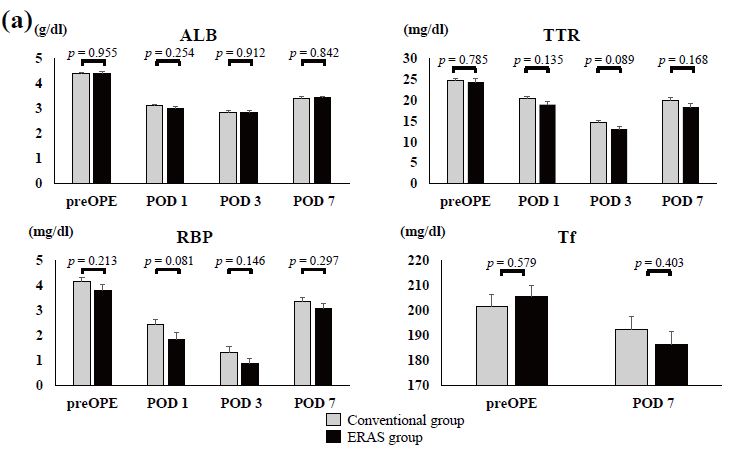 (a)
(g/dl)
ALB
p = 0.955
p = 0.254
p = 0.912
p = 0.842
5
4
3
2
1
0
preOPE
POD 1
POD 3
POD 7
(mg/dl)
TTR
p = 0.785
p = 0.135
p = 0.089
p = 0.168
30
25
20
15
10
5
0
preOPE
POD 1
POD 3
POD 7
(mg/dl)
RBP
p = 0.213
p = 0.081
p = 0.146
p = 0.297
5
4
3
2
1
0
preOPE
POD 1
POD 3
POD 7
(mg/dl)
Tf
p = 0.579
p = 0.403
220
210
200
190
180
170
preOPE
POD 7
Conventional group
ERAS group